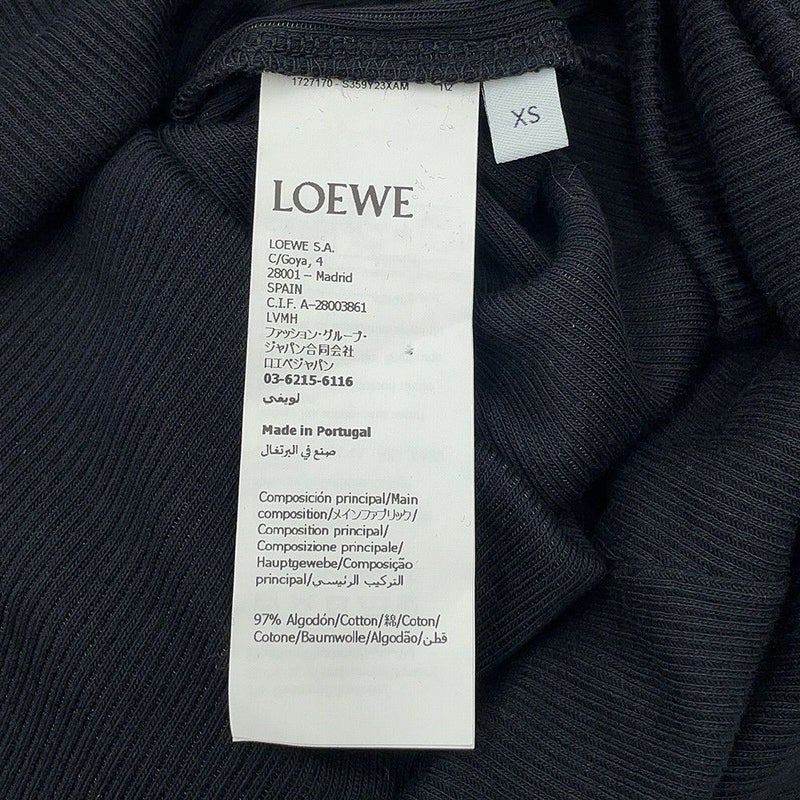 1727170 - S359Y23XAM 1/2
XS
LOEWE
LOEWE S.A.
C/Goya, 4
28001 – Madrid
SPAIN
C.I.F. A-28003861
LVMH
ファッション・グループ・
ジャパン合同会社
ロエベジャパン
03-6215-6116
لويفي
Made in Portugal
صنع في البرتغال
Composición principal/Main
composition/メインファブリック/
Composition principal/
Composizione principale/
Hauptgewebe/Composição
principal/التركيب الرئيسي
97% Algodón/Cotton/綿/Coton/
Cotone/Baumwolle/Algodão/قطن